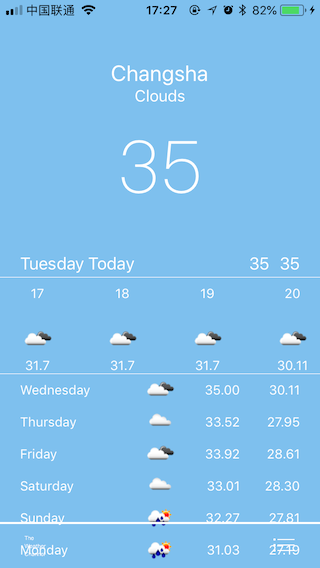 中国联通 17:27 82%
Changsha
Clouds
35
Tuesday Today 35 35
17 18 19 20
31.7 31.7 31.7 30.11
Wednesday 35.00 30.11
Thursday 33.52 27.95
Friday 33.92 28.61
Saturday 33.01 28.30
Sunday 32.27 27.81
The
Monday 31.03 27.19